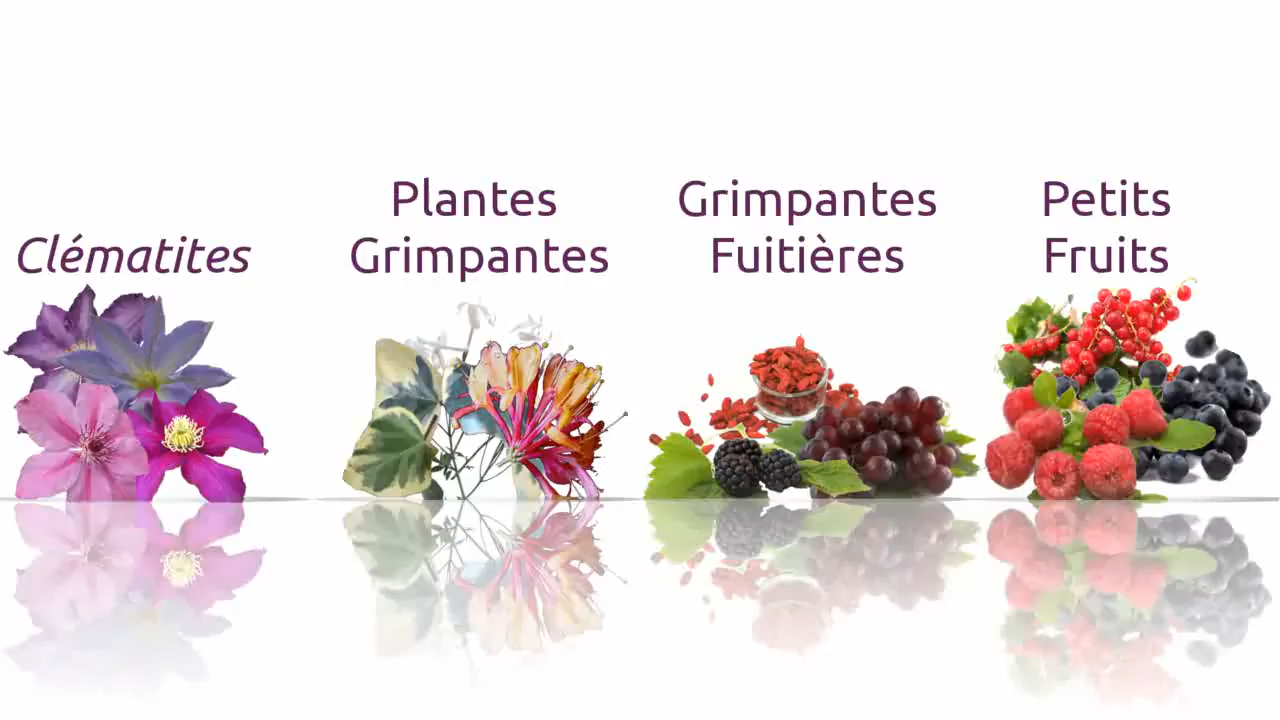 Clématites
Plantes
Grimpantes
Grimpantes
Fuitières
Petits
Fruits